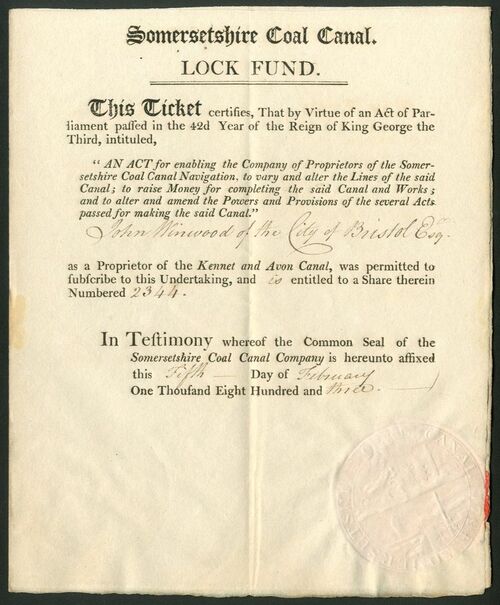 Somersetshire Coal Canal.
LOCK FUND.
This Ticket certifies, That by Virtue of an Act of Par-
liament paſſed in the 42d Year of the Reign of King George the
Third, intituled,
"AN ACT for enabling the Company of Proprietors of the Somer-
setshire Coal Canal Navigation, to vary and alter the Lines of the said
Canal; to raise Money for completing the said Canal and Works;
and to alter and amend the Powers and Provisions of the several Acts
passed for making the said Canal."
John Winwood of the City of Bristol Esqr.
as a Proprietor of the Kennet and Avon Canal, was permitted to
ſubſcribe to this Undertaking, and is entitled to a Share therein
Numbered 2344.
In Teſtimony whereof the Common Seal of the
Somersetshire Coal Canal Company is hereunto affixed
this Fifth Day of February
One Thouſand Eight Hundred and three.